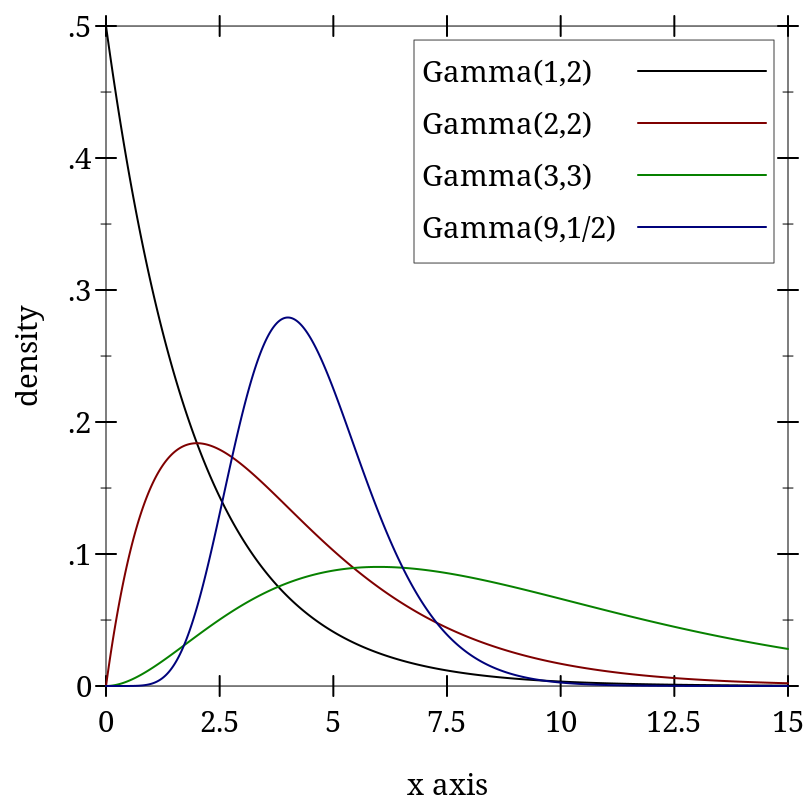 .5
.4
.3
.2
.1
0
density
Gamma(1,2)
Gamma(2,2)
Gamma(3,3)
Gamma(9,1/2)
0 2.5 5 7.5 10 12.5 15
x axis